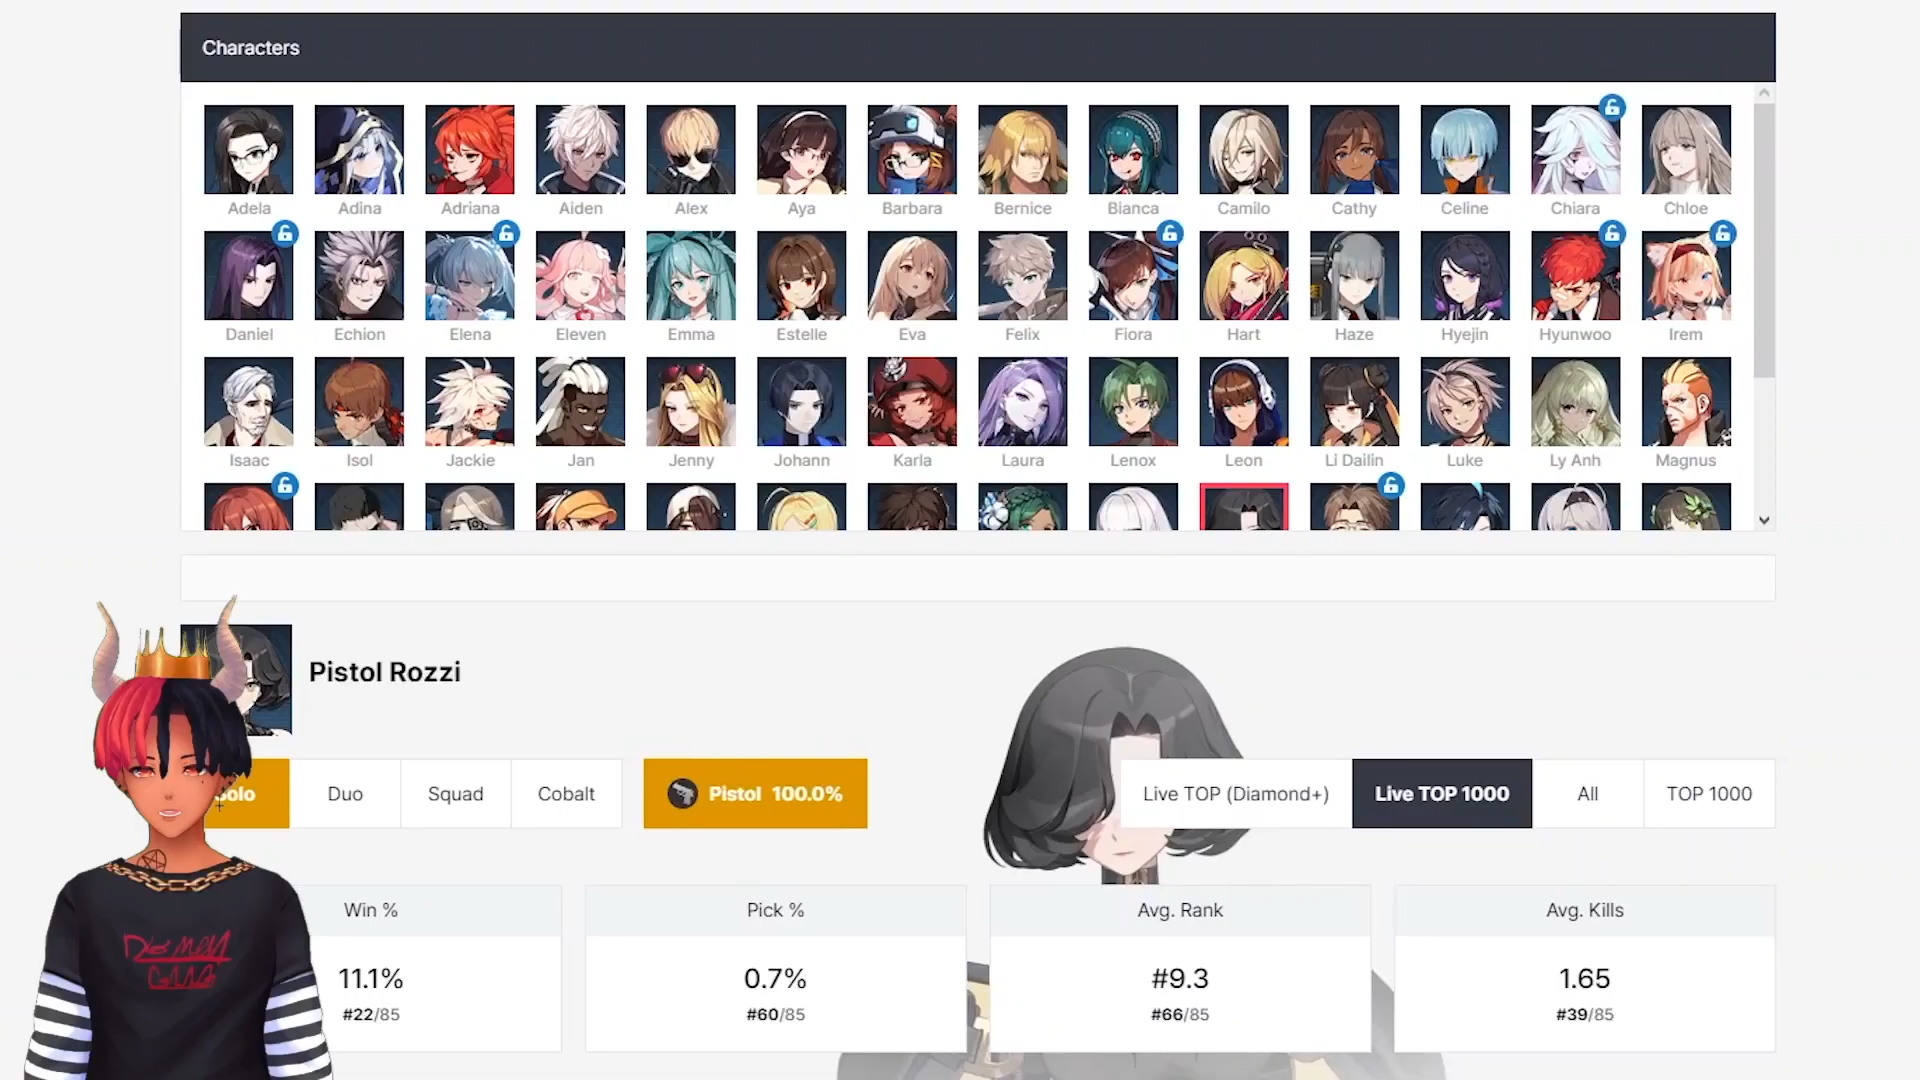 Characters
Adela Adina Adriana Aiden Alex Aya Barbara Bernice Bianca Camilo Cathy Celine Chiara Chloe
Daniel Echion Elena Eleven Emma Estelle Eva Felix Fiora Hart Haze Hyejin Hyunwoo Irem
Isaac Isol Jackie Jan Jenny Johann Karla Laura Lenox Leon Li Dailin Luke Ly Anh Magnus
Pistol Rozzi
Duo Squad Cobalt Pistol 100.0% Live TOP (Diamond+) Live TOP 1000 All TOP 1000
Win % Pick % Avg. Rank Avg. Kills
11.1% 0.7% #9.3 1.65
#22/85 #60/85 #66/85 #39/85